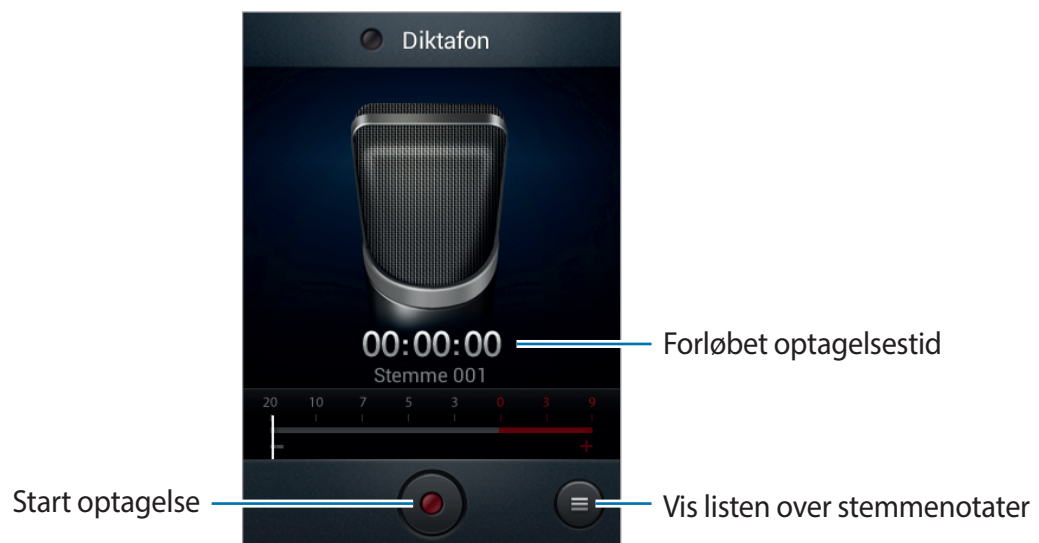 Diktafon
00:00:00
Forløbet optagelsestid
Stemme 001
20 10 7 5 3 0 3 9
- +
Start optagelse
Vis listen over stemmenotater